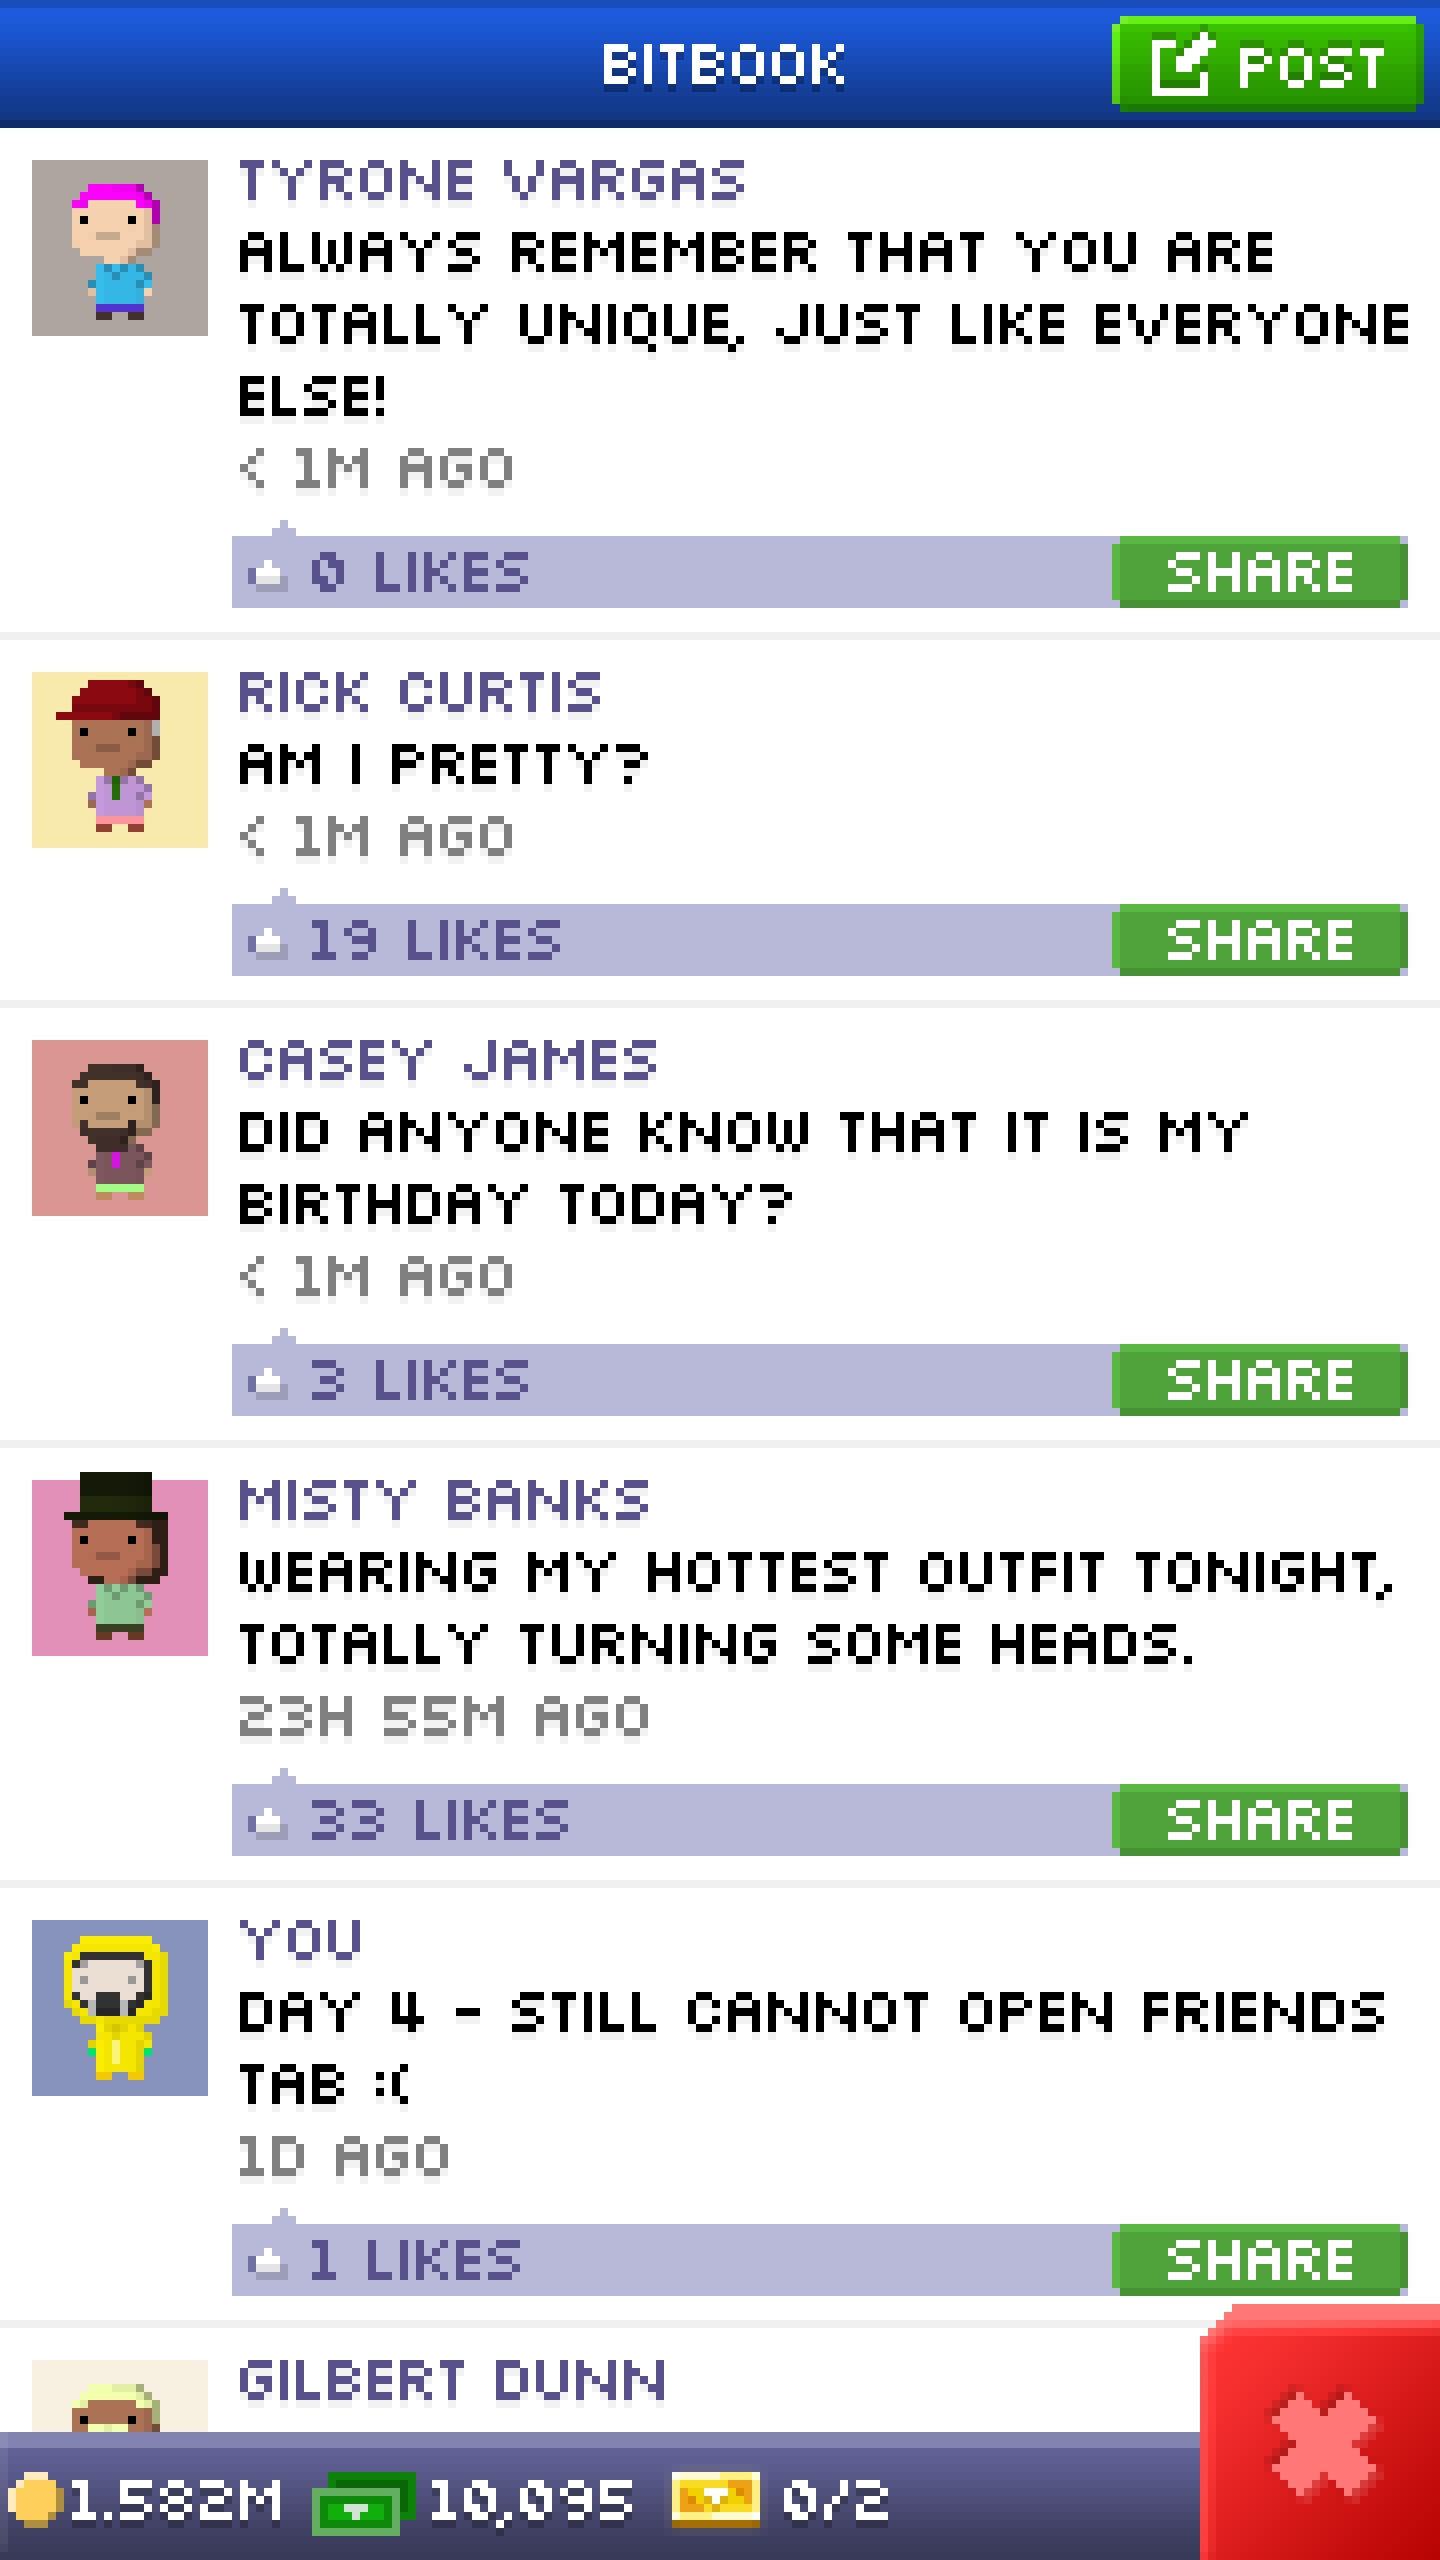 BITBOOK
POST
TYRONE VARGAS
ALWAYS REMEMBER THAT YOU ARE
TOTALLY UNIQUE, JUST LIKE EVERYONE
ELSE!
< 1M AGO
0 LIKES
SHARE
RICK CURTIS
AM I PRETTY?
< 1M AGO
19 LIKES
SHARE
CASEY JAMES
DID ANYONE KNOW THAT IT IS MY
BIRTHDAY TODAY?
< 1M AGO
3 LIKES
SHARE
MISTY BANKS
WEARING MY HOTTEST OUTFIT TONIGHT,
TOTALLY TURNING SOME HEADS.
23H 55M AGO
33 LIKES
SHARE
YOU
DAY 4 - STILL CANNOT OPEN FRIENDS
TAB :(
1D AGO
1 LIKES
SHARE
GILBERT DUNN
1.582M 10,095 0/2